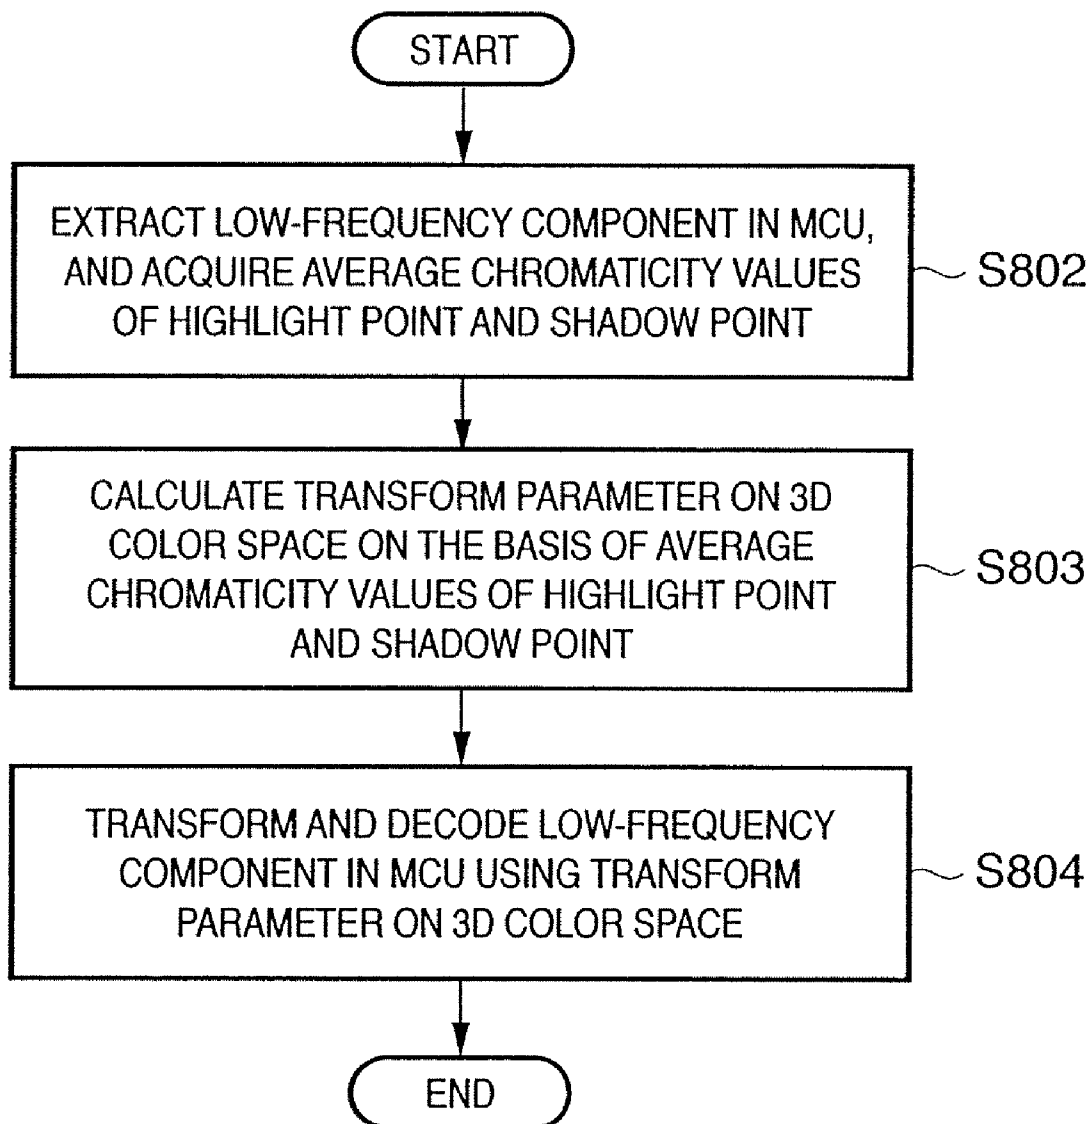 START
EXTRACT LOW-FREQUENCY COMPONENT IN MCU,
AND ACQUIRE AVERAGE CHROMATICITY VALUES
OF HIGHLIGHT POINT AND SHADOW POINT
S802
CALCULATE TRANSFORM PARAMETER ON 3D
COLOR SPACE ON THE BASIS OF AVERAGE
CHROMATICITY VALUES OF HIGHLIGHT POINT
AND SHADOW POINT
S803
TRANSFORM AND DECODE LOW-FREQUENCY
COMPONENT IN MCU USING TRANSFORM
PARAMETER ON 3D COLOR SPACE
S804
END